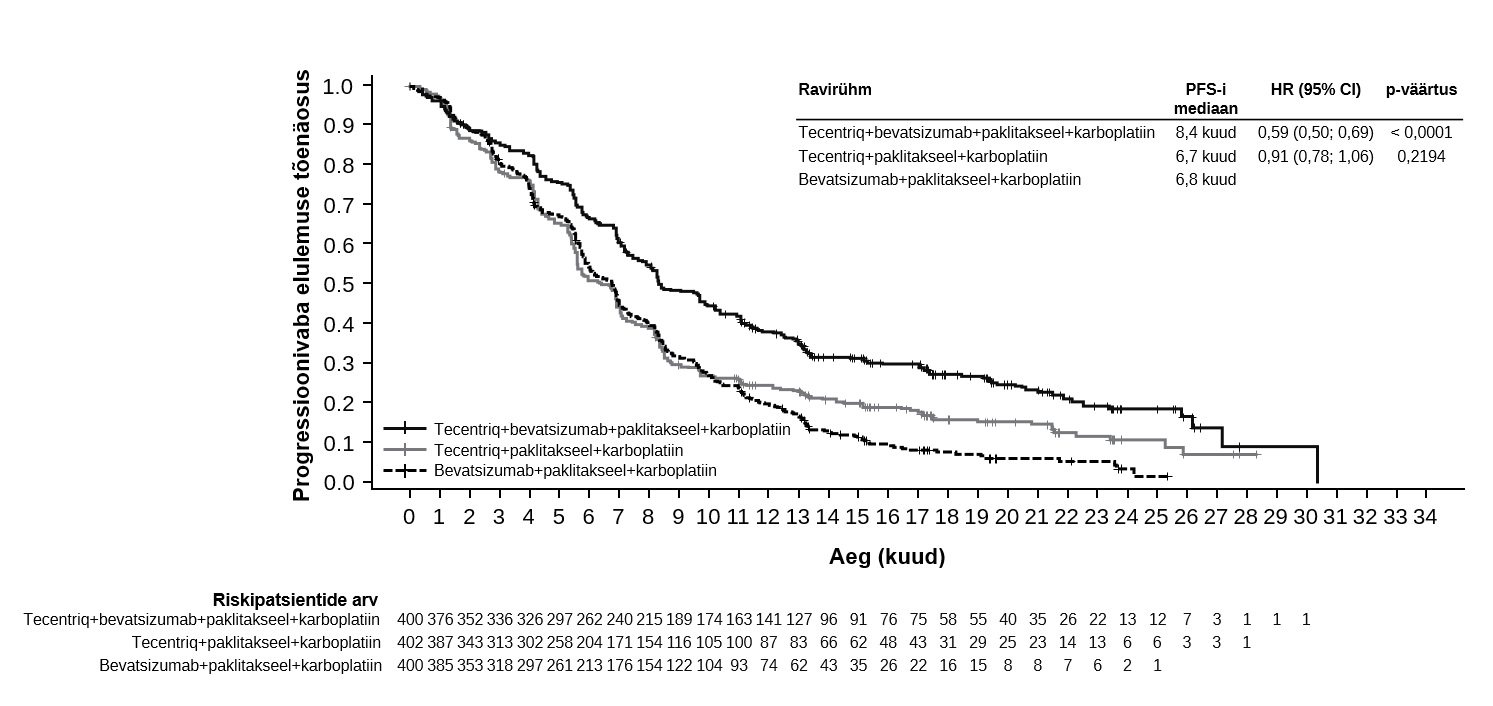 Ravirühm PFS-i mediaan HR (95% CI) p-väärtus
Tecentriq+bevatsizumab+paklitakseel+karboplatiin 8,4 kuud 0,59 (0,50; 0,69) < 0,0001
Tecentriq+paklitakseel+karboplatiin 6,7 kuud 0,91 (0,78; 1,06) 0,2194
Bevatsizumab+paklitakseel+karboplatiin 6,8 kuud
Progressioonivaba elulemuse tõenäosus
1.0
0.9
0.8
0.7
0.6
0.5
0.4
0.3
0.2
0.1
0.0
Tecentriq+bevatsizumab+paklitakseel+karboplatiin
Tecentriq+paklitakseel+karboplatiin
Bevatsizumab+paklitakseel+karboplatiin
0 1 2 3 4 5 6 7 8 9 10 11 12 13 14 15 16 17 18 19 20 21 22 23 24 25 26 27 28 29 30 31 32 33 34
Aeg (kuud)
Riskipatsientide arv
Tecentriq+bevatsizumab+paklitakseel+karboplatiin 400 376 352 336 326 297 262 240 215 189 174 163 141 127 96 91 76 75 58 55 40 35 26 22 13 12 7 3 1 1 1
Tecentriq+paklitakseel+karboplatiin 402 387 343 313 302 258 204 171 154 116 105 100 87 83 66 62 48 43 31 29 25 23 14 13 6 6 3 3 1
Bevatsizumab+paklitakseel+karboplatiin 400 385 353 318 297 261 213 176 154 122 104 93 74 62 43 35 26 22 16 15 8 8 7 6 2 1